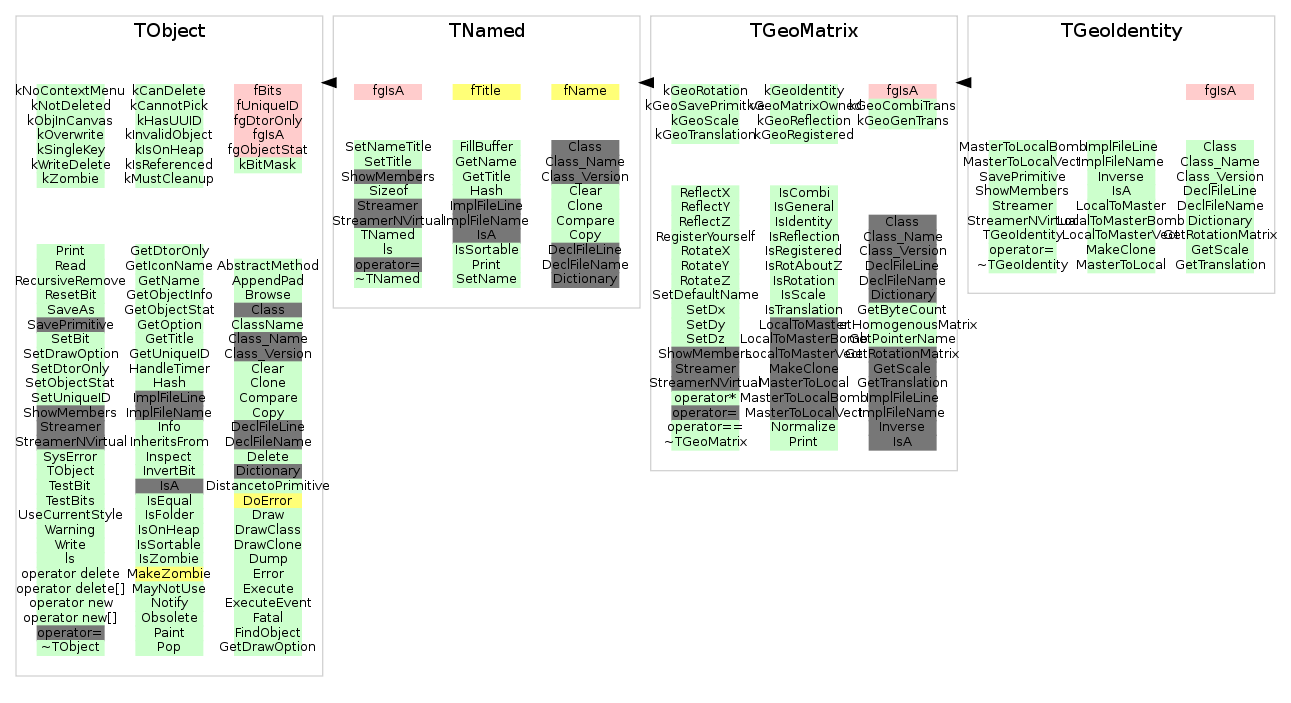 TObject
kNoContextMenu
kNotDeleted
kObjInCanvas
kOverwrite
kSingleKey
kWriteDelete
kZombie
kCanDelete
kCannotPick
kHasUUID
kInvalidObject
kIsOnHeap
kIsReferenced
kMustCleanup
fBits
fUniqueID
fgDtorOnly
fgIsA
fgObjectStat
kBitMask
Print
Read
RecursiveRemove
ResetBit
SaveAs
SavePrimitive
SetBit
SetDrawOption
SetDtorOnly
SetObjectStat
SetUniqueID
ShowMembers
Streamer
StreamerNVirtual
SysError
TObject
TestBit
TestBits
UseCurrentStyle
Warning
Write
ls
operator delete
operator delete[]
operator new
operator new[]
operator=
~TObject
GetDtorOnly
GetIconName
GetName
GetObjectInfo
GetObjectStat
GetOption
GetTitle
GetUniqueID
HandleTimer
Hash
ImplFileLine
ImplFileName
Info
InheritsFrom
Inspect
InvertBit
IsA
IsEqual
IsFolder
IsOnHeap
IsSortable
IsZombie
MakeZombie
MayNotUse
Notify
Obsolete
Paint
Pop
AbstractMethod
AppendPad
Browse
Class
ClassName
Class_Name
Class_Version
Clear
Clone
Compare
Copy
DeclFileLine
DeclFileName
Delete
Dictionary
DistancetoPrimitive
DoError
Draw
DrawClass
DrawClone
Dump
Error
Execute
ExecuteEvent
Fatal
FindObject
GetDrawOption
TNamed
fgIsA
fTitle
fName
SetNameTitle
SetTitle
ShowMembers
Sizeof
Streamer
StreamerNVirtual
TNamed
ls
operator=
~TNamed
FillBuffer
GetName
GetTitle
Hash
ImplFileLine
ImplFileName
IsA
IsSortable
Print
SetName
Class
Class_Name
Class_Version
Clear
Clone
Compare
Copy
DeclFileLine
DeclFileName
Dictionary
TGeoMatrix
kGeoRotation
kGeoSavePrimitive
kGeoScale
kGeoTranslation
kGeoIdentity
kGeoMatrixOwned
kGeoReflection
kGeoRegistered
fgIsA
kGeoCombiTrans
kGeoGenTrans
ReflectX
ReflectY
ReflectZ
RegisterYourself
RotateX
RotateY
RotateZ
SetDefaultName
SetDx
SetDy
SetDz
ShowMembers
Streamer
StreamerNVirtual
operator*
operator=
operator==
~TGeoMatrix
IsCombi
IsGeneral
IsIdentity
IsReflection
IsRegistered
IsRotAboutZ
IsRotation
IsScale
IsTranslation
LocalToMaster
LocalToMasterBomb
LocalToMasterVect
MakeClone
MasterToLocal
MasterToLocalBomb
MasterToLocalVect
Normalize
Print
Class
Class_Name
Class_Version
DeclFileLine
DeclFileName
Dictionary
GetByteCount
GetHomogenousMatrix
GetPointerName
GetRotationMatrix
GetScale
GetTranslation
ImplFileLine
ImplFileName
Inverse
IsA
TGeoIdentity
fgIsA
MasterToLocalBomb
MasterToLocalVect
SavePrimitive
ShowMembers
Streamer
StreamerNVirtual
TGeoIdentity
operator=
~TGeoIdentity
ImplFileLine
ImplFileName
Inverse
IsA
LocalToMaster
LocalToMasterBomb
LocalToMasterVect
MakeClone
MasterToLocal
Class
Class_Name
Class_Version
DeclFileLine
DeclFileName
Dictionary
GetRotationMatrix
GetScale
GetTranslation